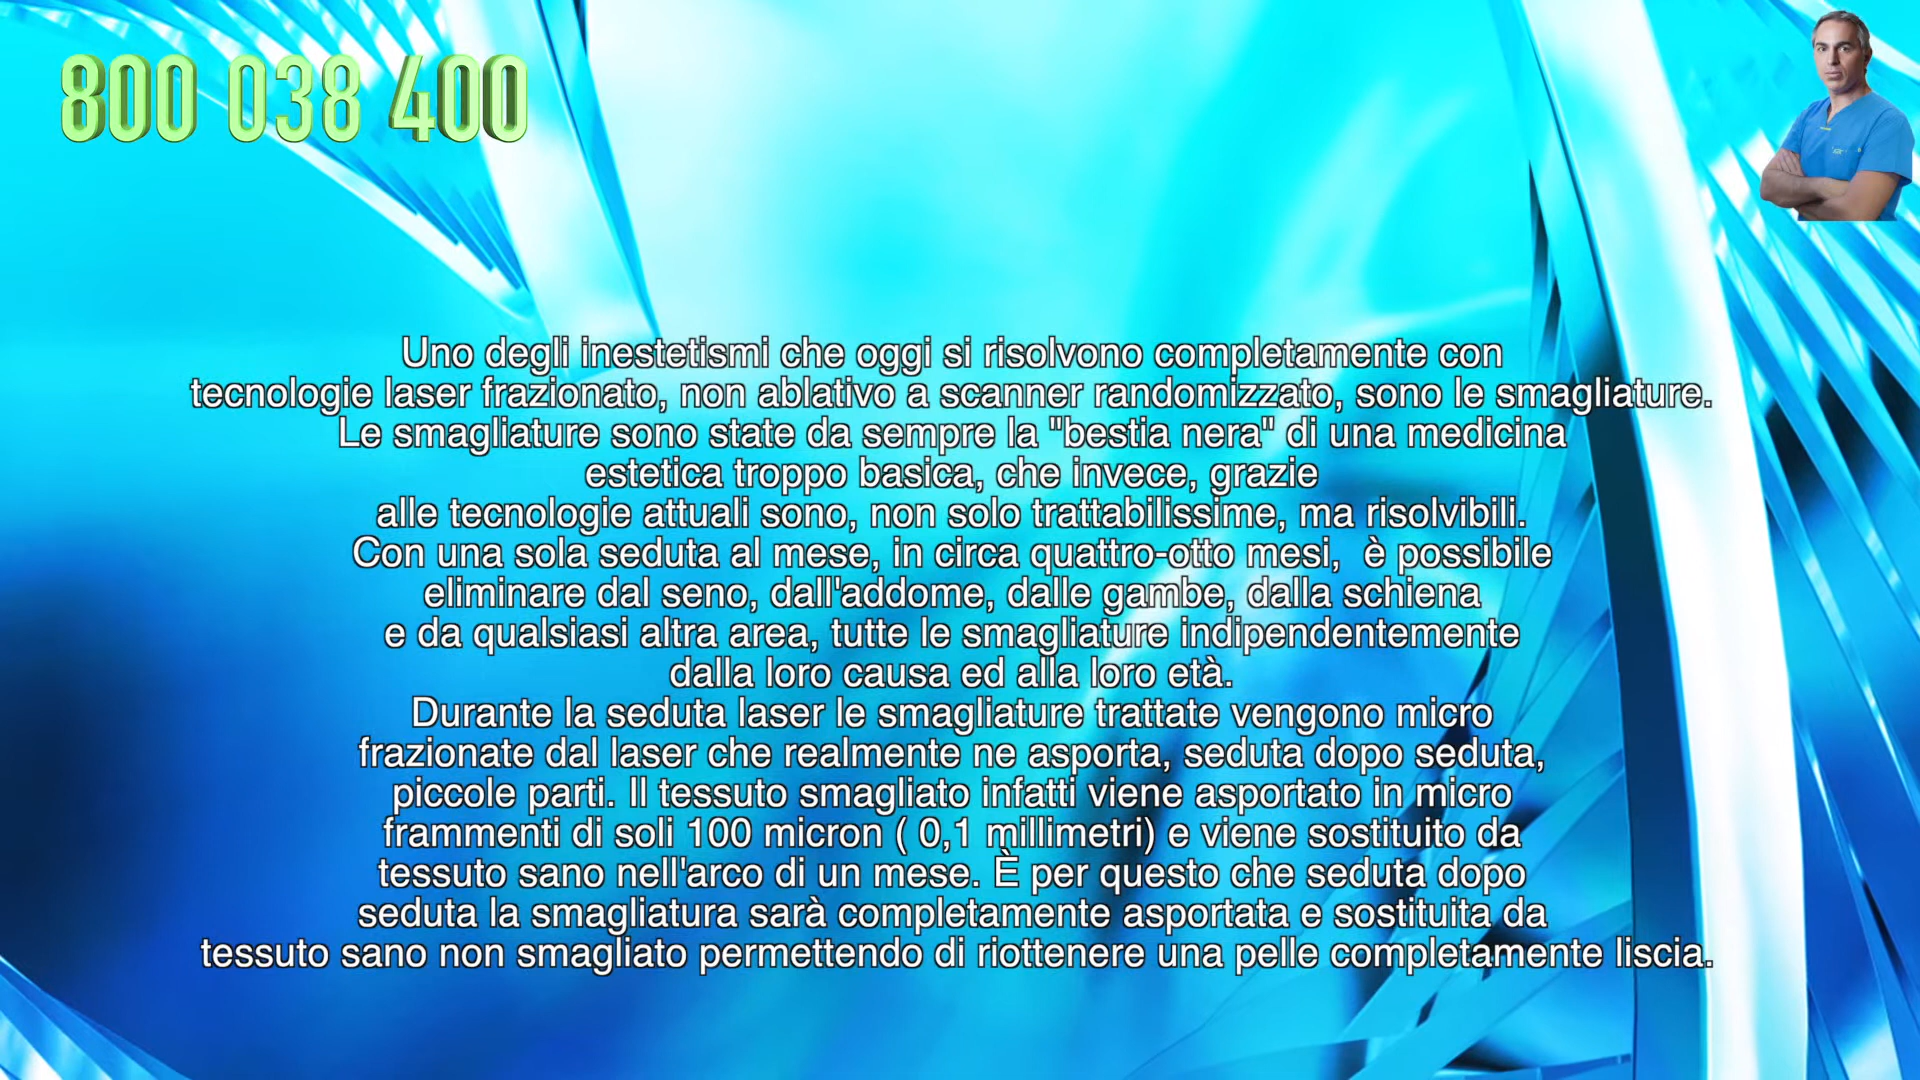 800 038 400
Uno degli inestetismi che oggi si risolvono completamente con
tecnologie laser frazionato, non ablativo a scanner randomizzato, sono le smagliature.
Le smagliature sono state da sempre la "bestia nera" di una medicina
estetica troppo basica, che invece, grazie
alle tecnologie attuali sono, non solo trattabilissime, ma risolvibili.
Con una sola seduta al mese, in circa quattro-otto mesi,  è possibile
eliminare dal seno, dall'addome, dalle gambe, dalla schiena
e da qualsiasi altra area, tutte le smagliature indipendentemente
dalla loro causa ed alla loro età.
Durante la seduta laser le smagliature trattate vengono micro
frazionate dal laser che realmente ne asporta, seduta dopo seduta,
piccole parti. Il tessuto smagliato infatti viene asportato in micro
frammenti di soli 100 micron ( 0,1 millimetri) e viene sostituito da
tessuto sano nell'arco di un mese. È per questo che seduta dopo
seduta la smagliatura sarà completamente asportata e sostituita da
tessuto sano non smagliato permettendo di riottenere una pelle completamente liscia.